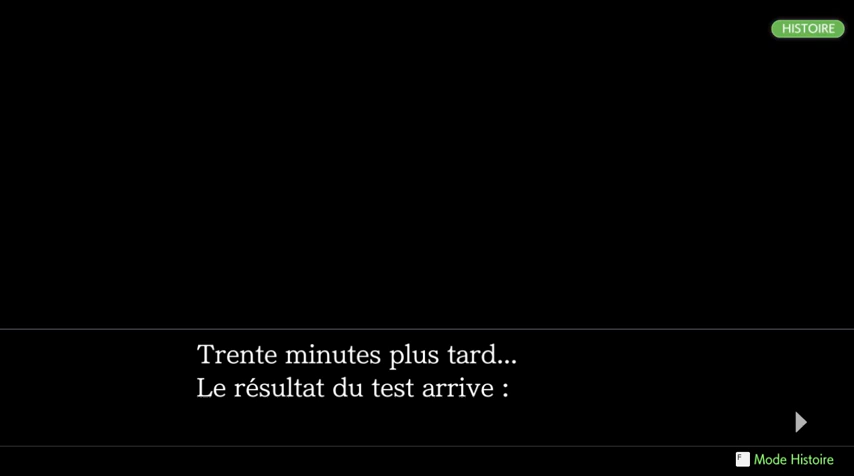 HISTOIRE
Trente minutes plus tard...
Le résultat du test arrive :
F Mode Histoire